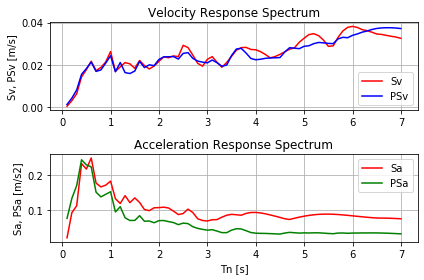 Velocity Response Spectrum
Sv, PSv [m/s]
0.04
0.02
0.00
0 1 2 3 4 5 6 7
Sv
PSv
Acceleration Response Spectrum
Sa, PSa [m/s2]
0.2
0.1
0 1 2 3 4 5 6 7
Sa
PSa
Tn [s]